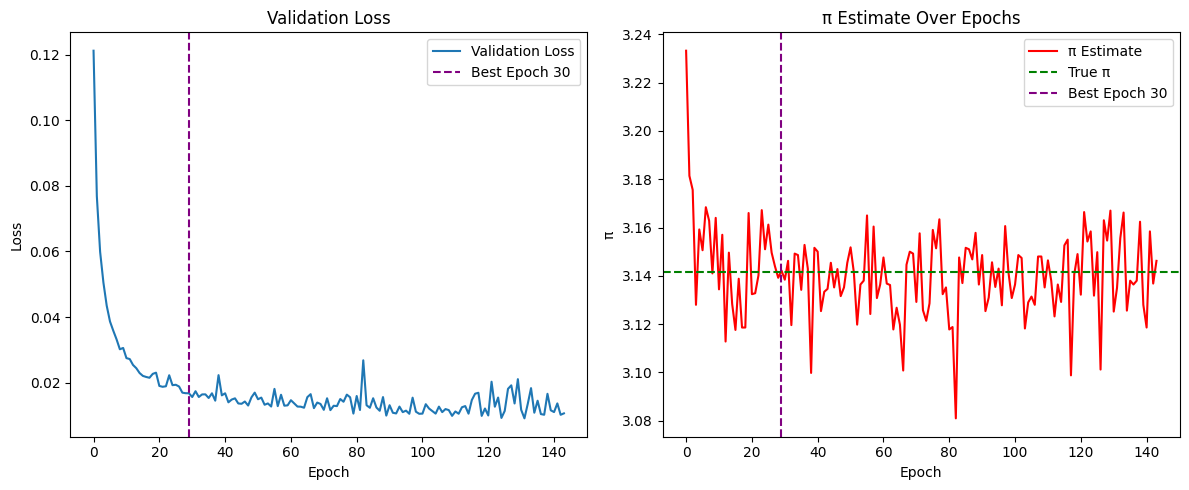 Validation Loss
0.12
0.10
0.08
0.06
0.04
0.02
Loss
0 20 40 60 80 100 120 140
Epoch
Validation Loss
Best Epoch 30
π Estimate Over Epochs
3.24
3.22
3.20
3.18
3.16
3.14
3.12
3.10
3.08
π
0 20 40 60 80 100 120 140
Epoch
π Estimate
True π
Best Epoch 30